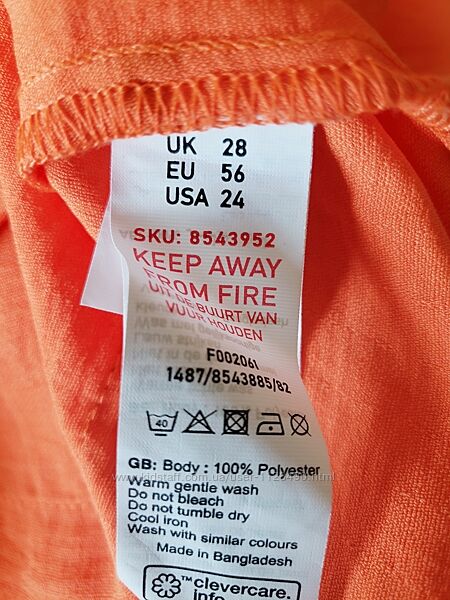 UK 28
EU 56
USA 24
SKU: 8543952
KEEP AWAY
FROM FIRE
UIT DE BUURT VAN
VUUR HOUDEN
F002061
1487/8543885/82
40
GB: Body : 100% Polyester
Warm gentle wash
Do not bleach
Do not tumble dry
Cool iron
Wash with similar colours
Made in Bangladesh
™clevercare.
info